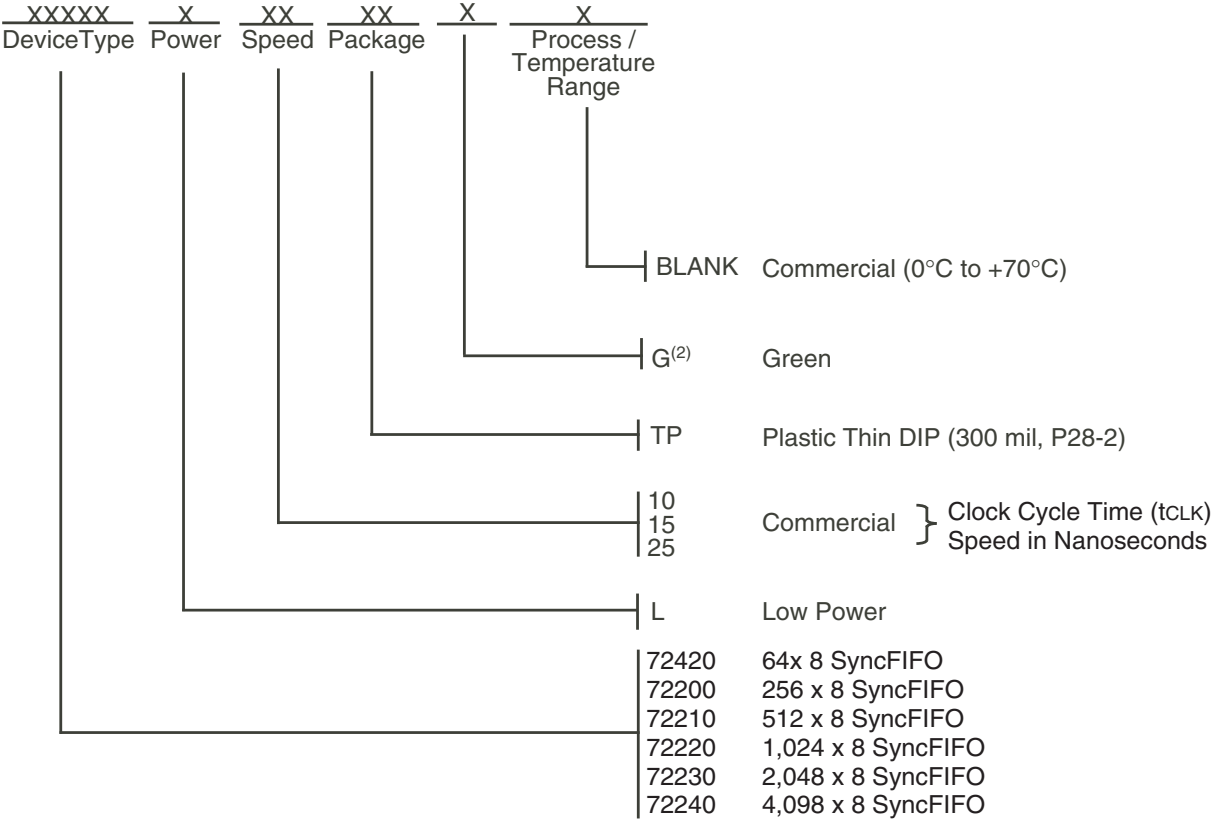 XXXXX X XX XX X X
DeviceType Power Speed Package Process /
Temperature
Range
BLANK Commercial (0°C to +70°C)
G(2) Green
TP Plastic Thin DIP (300 mil, P28-2)
10
15
25
Commercial } Clock Cycle Time (tCLK)
Speed in Nanoseconds
L Low Power
72420 64x 8 SyncFIFO
72200 256 x 8 SyncFIFO
72210 512 x 8 SyncFIFO
72220 1,024 x 8 SyncFIFO
72230 2,048 x 8 SyncFIFO
72240 4,098 x 8 SyncFIFO